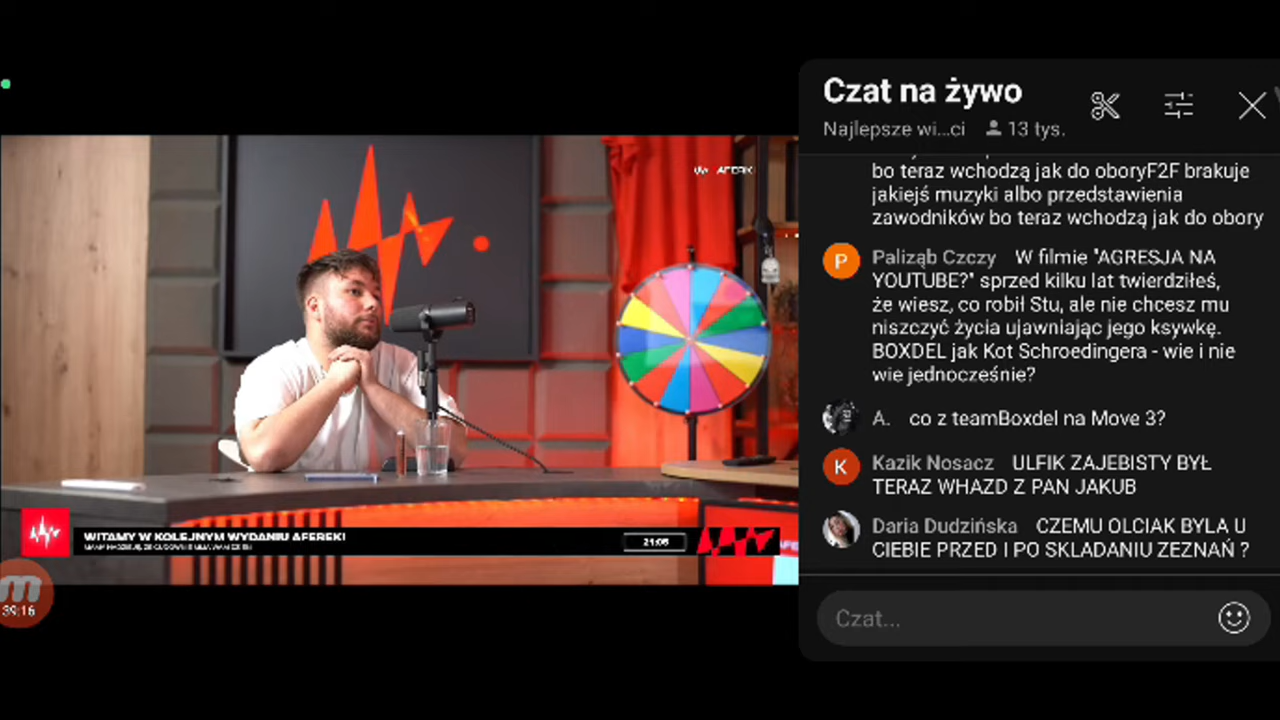 Czat na żywo
Najlepsze wi...ci 13 tys.
bo teraz wchodzą jak do oboryF2F brakuje
jakiejś muzyki albo przedstawienia
zawodników bo teraz wchodzą jak do obory
P Paliząb Czczy W filmie "AGRESJA NA
YOUTUBE?" sprzed kilku lat twierdziłeś,
że wiesz, co robił Stu, ale nie chcesz mu
niszczyć życia ujawniając jego ksywkę.
BOXDEL jak Kot Schroedingera - wie i nie
wie jednocześnie?
A. co z teamBoxdel na Move 3?
K Kazik Nosacz ULFIK ZAJEBISTY BYŁ
TERAZ WHAZD Z PAN JAKUB
Daria Dudzińska CZEMU OLCIAK BYLA U
CIEBIE PRZED I PO SKLADANIU ZEZNAŃ ?
Czat...
AFERK
WITAMY W KOLEJNYM WYDANIU AFEREK!
21:05
39:16